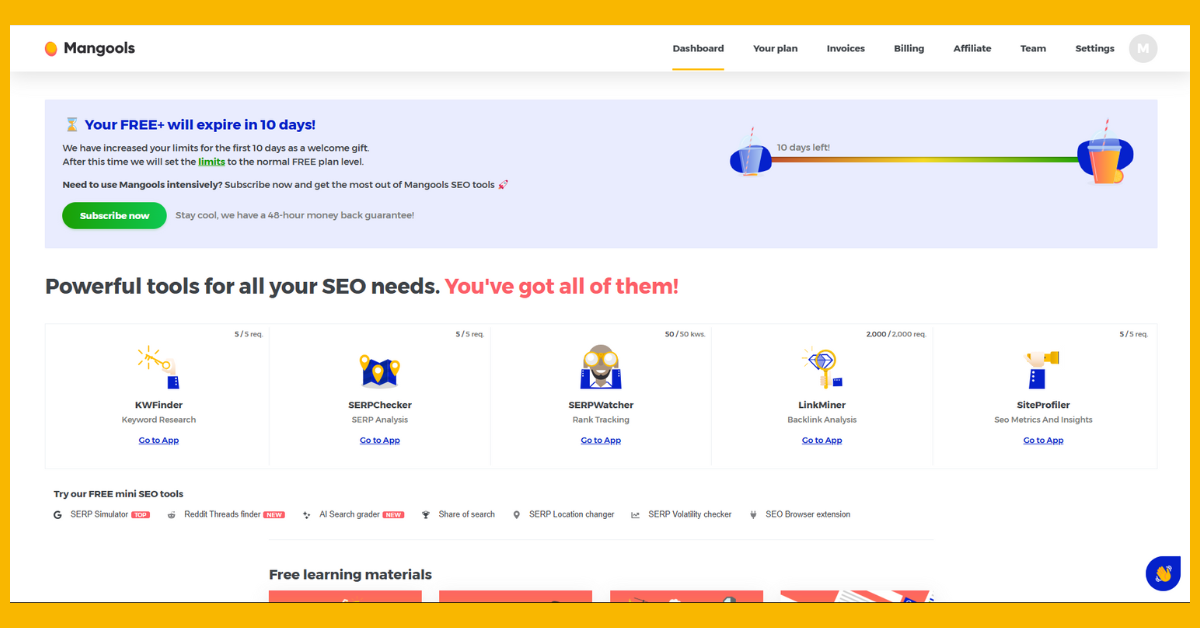 Mangools
Dashboard
Your plan
Invoices
Billing
Affiliate
Team
Settings
M
Your FREE+ will expire in 10 days!
We have increased your limits for the first 10 days as a welcome gift.
After this time we will set the limits to the normal FREE plan level.
Need to use Mangools intensively? Subscribe now and get the most out of Mangools SEO tools 🚀
Subscribe now
Stay cool, we have a 48-hour money back guarantee!
10 days left!
Powerful tools for all your SEO needs. You've got all of them!
5 / 5 req.
KWFinder
Keyword Research
Go to App
5 / 5 req.
SERPChecker
SERP Analysis
Go to App
50 / 50 kws.
SERPWatcher
Rank Tracking
Go to App
2,000 / 2,000 req.
LinkMiner
Backlink Analysis
Go to App
5 / 5 req.
SiteProfiler
Seo Metrics And Insights
Go to App
Try our FREE mini SEO tools
SERP Simulator TOP
Reddit Threads finder NEW
AI Search grader NEW
Share of search
SERP Location changer
SERP Volatility checker
SEO Browser extension
Free learning materials